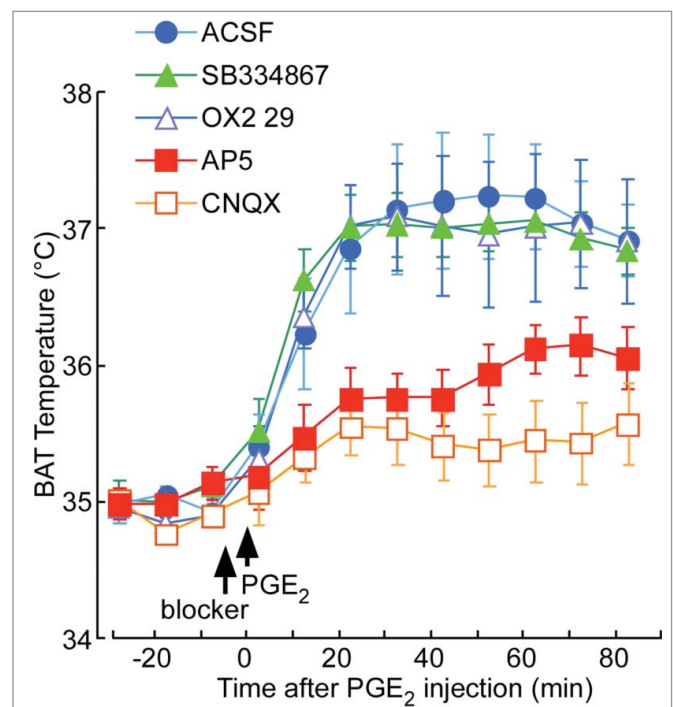 ACSF
SB334867
OX2 29
AP5
CNQX
38
37
36
35
34
BAT Temperature (°C)
blocker
PGE₂
-20 0 20 40 60 80
Time after PGE₂ injection (min)